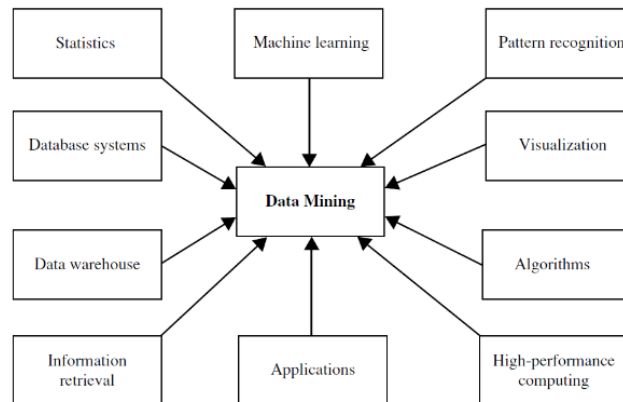 Statistics
Machine learning
Pattern recognition
Database systems
Visualization
Data Mining
Data warehouse
Algorithms
Information
retrieval
Applications
High-performance
computing